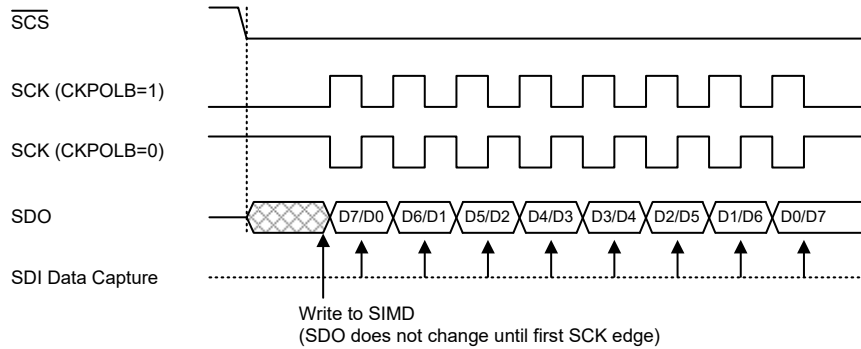 SCS
SCK (CKPOLB=1)
SCK (CKPOLB=0)
SDO
D7/D0 D6/D1 D5/D2 D4/D3 D3/D4 D2/D5 D1/D6 D0/D7
SDI Data Capture
Write to SIMD
(SDO does not change until first SCK edge)